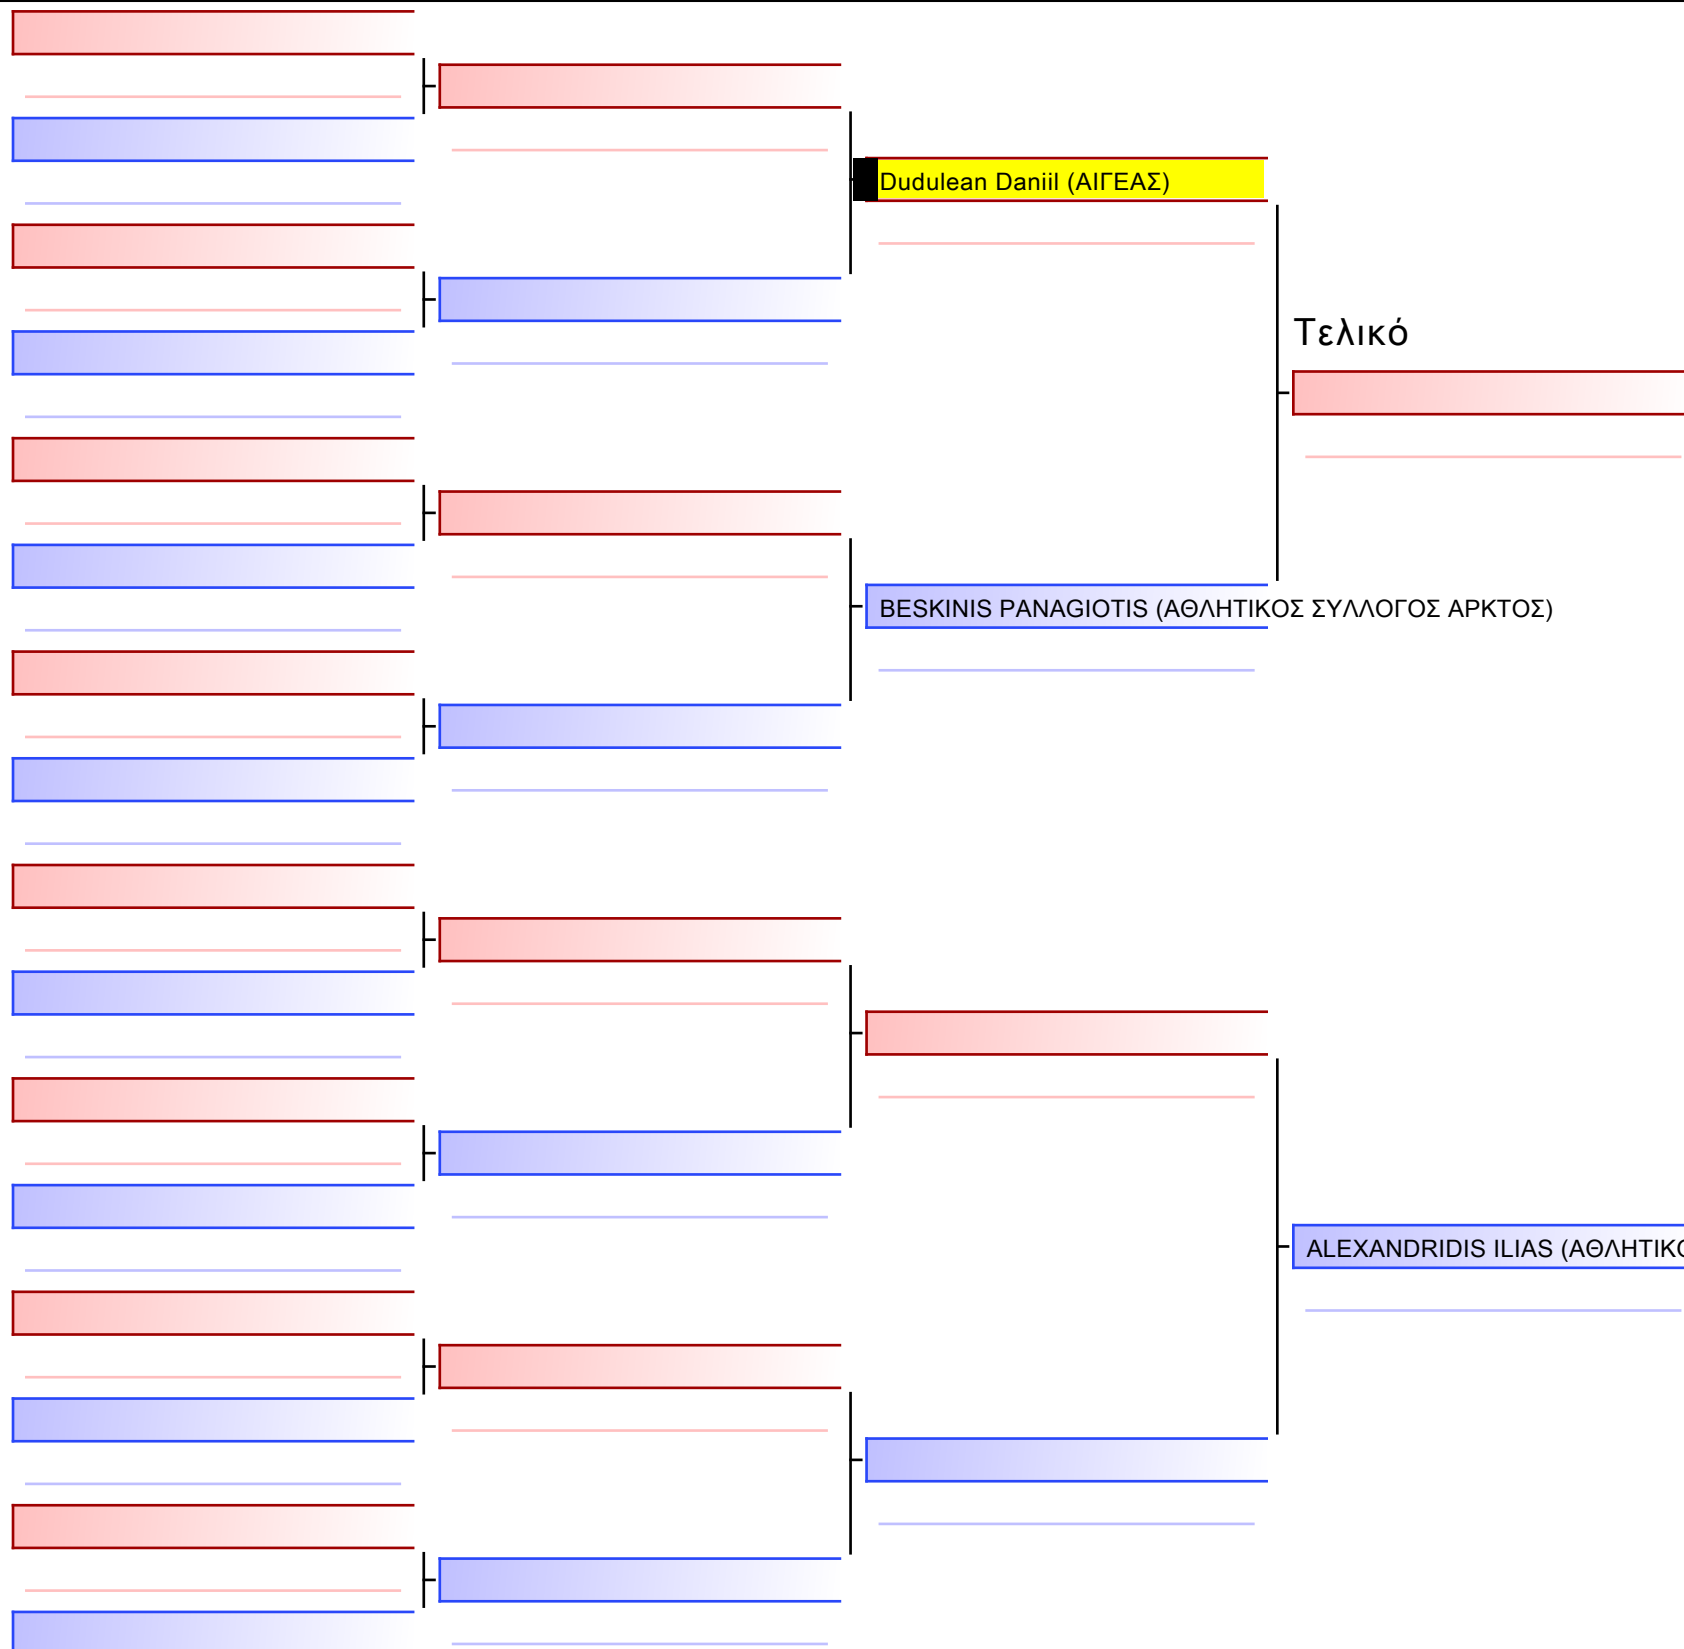 Dudulean Daniil (ΑΙΓΕΑΣ)
Τελικό
BESKINIS PANAGIOTIS (ΑΘΛΗΤΙΚΟΣ ΣΥΛΛΟΓΟΣ ΑΡΚΤΟΣ)
ALEXANDRIDIS ILIAS